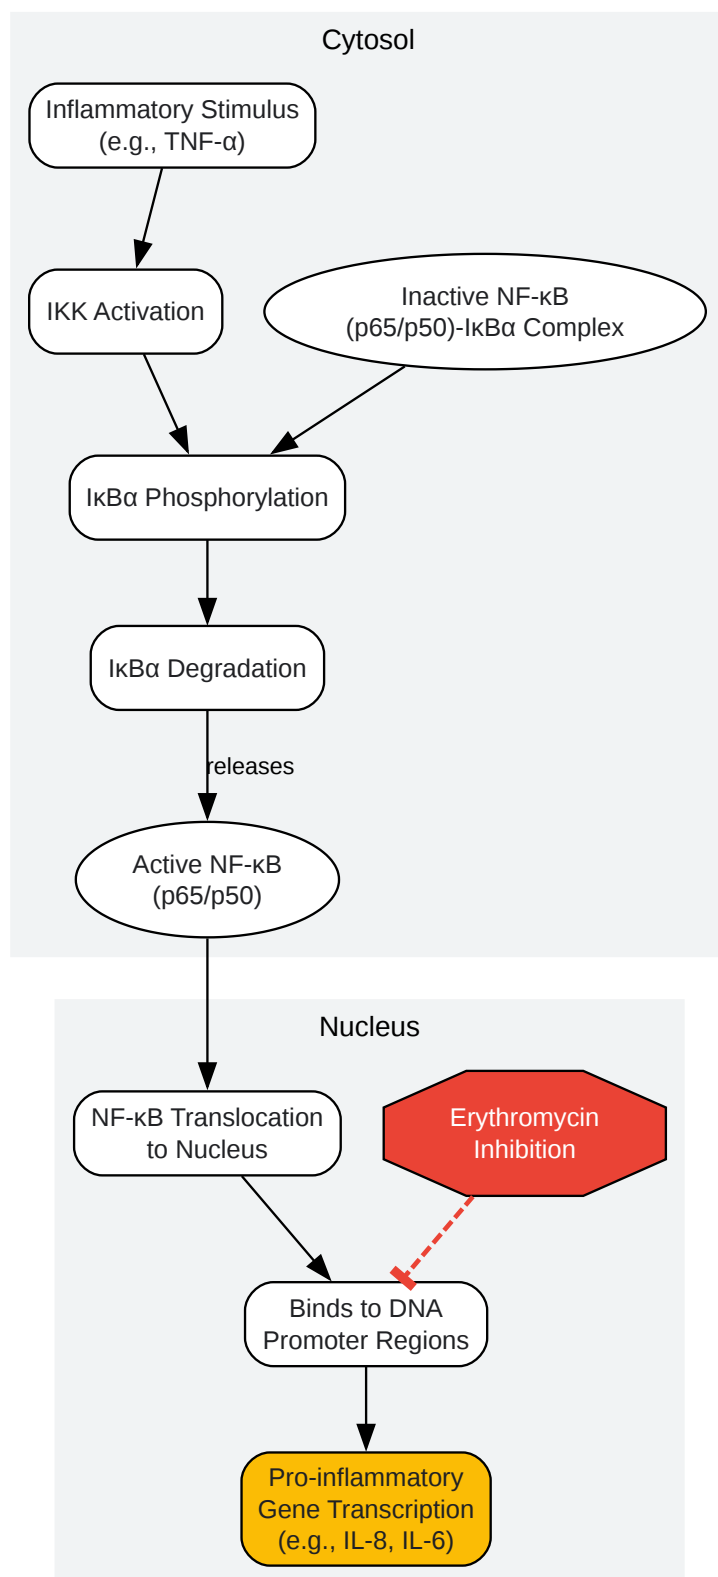 Cytosol
Inflammatory Stimulus
(e.g., TNF-α)
IKK Activation
Inactive NF-κB
(p65/p50)-IκBα Complex
IκBα Phosphorylation
IκBα Degradation
releases
Active NF-κB
(p65/p50)
Nucleus
NF-κB Translocation
to Nucleus
Erythromycin
Inhibition
Binds to DNA
Promoter Regions
Pro-inflammatory
Gene Transcription
(e.g., IL-8, IL-6)